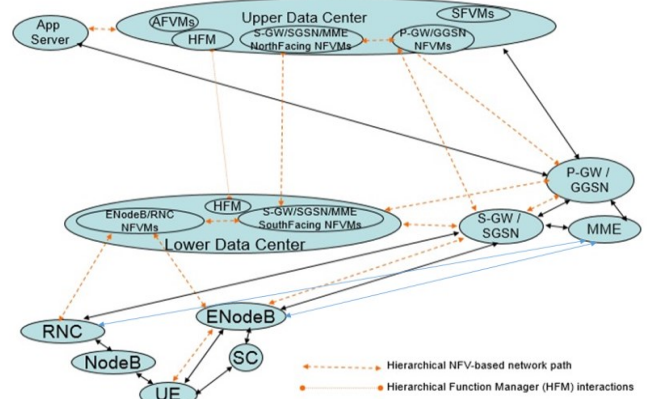 Upper Data Center
App
Server
AFVMs
SFVMs
HFM
S-GW/SGSN/MME
NorthFacing NFVMs
P-GW/GGSN
NFVMs
P-GW /
GGSN
HFM
ENodeB/RNC
NFVMs
S-GW/SGSN/MME
SouthFacing NFVMs
Lower Data Center
S-GW /
SGSN
MME
RNC
ENodeB
NodeB
SC
UE
Hierarchical NFV-based network path
Hierarchical Function Manager (HFM) interactions